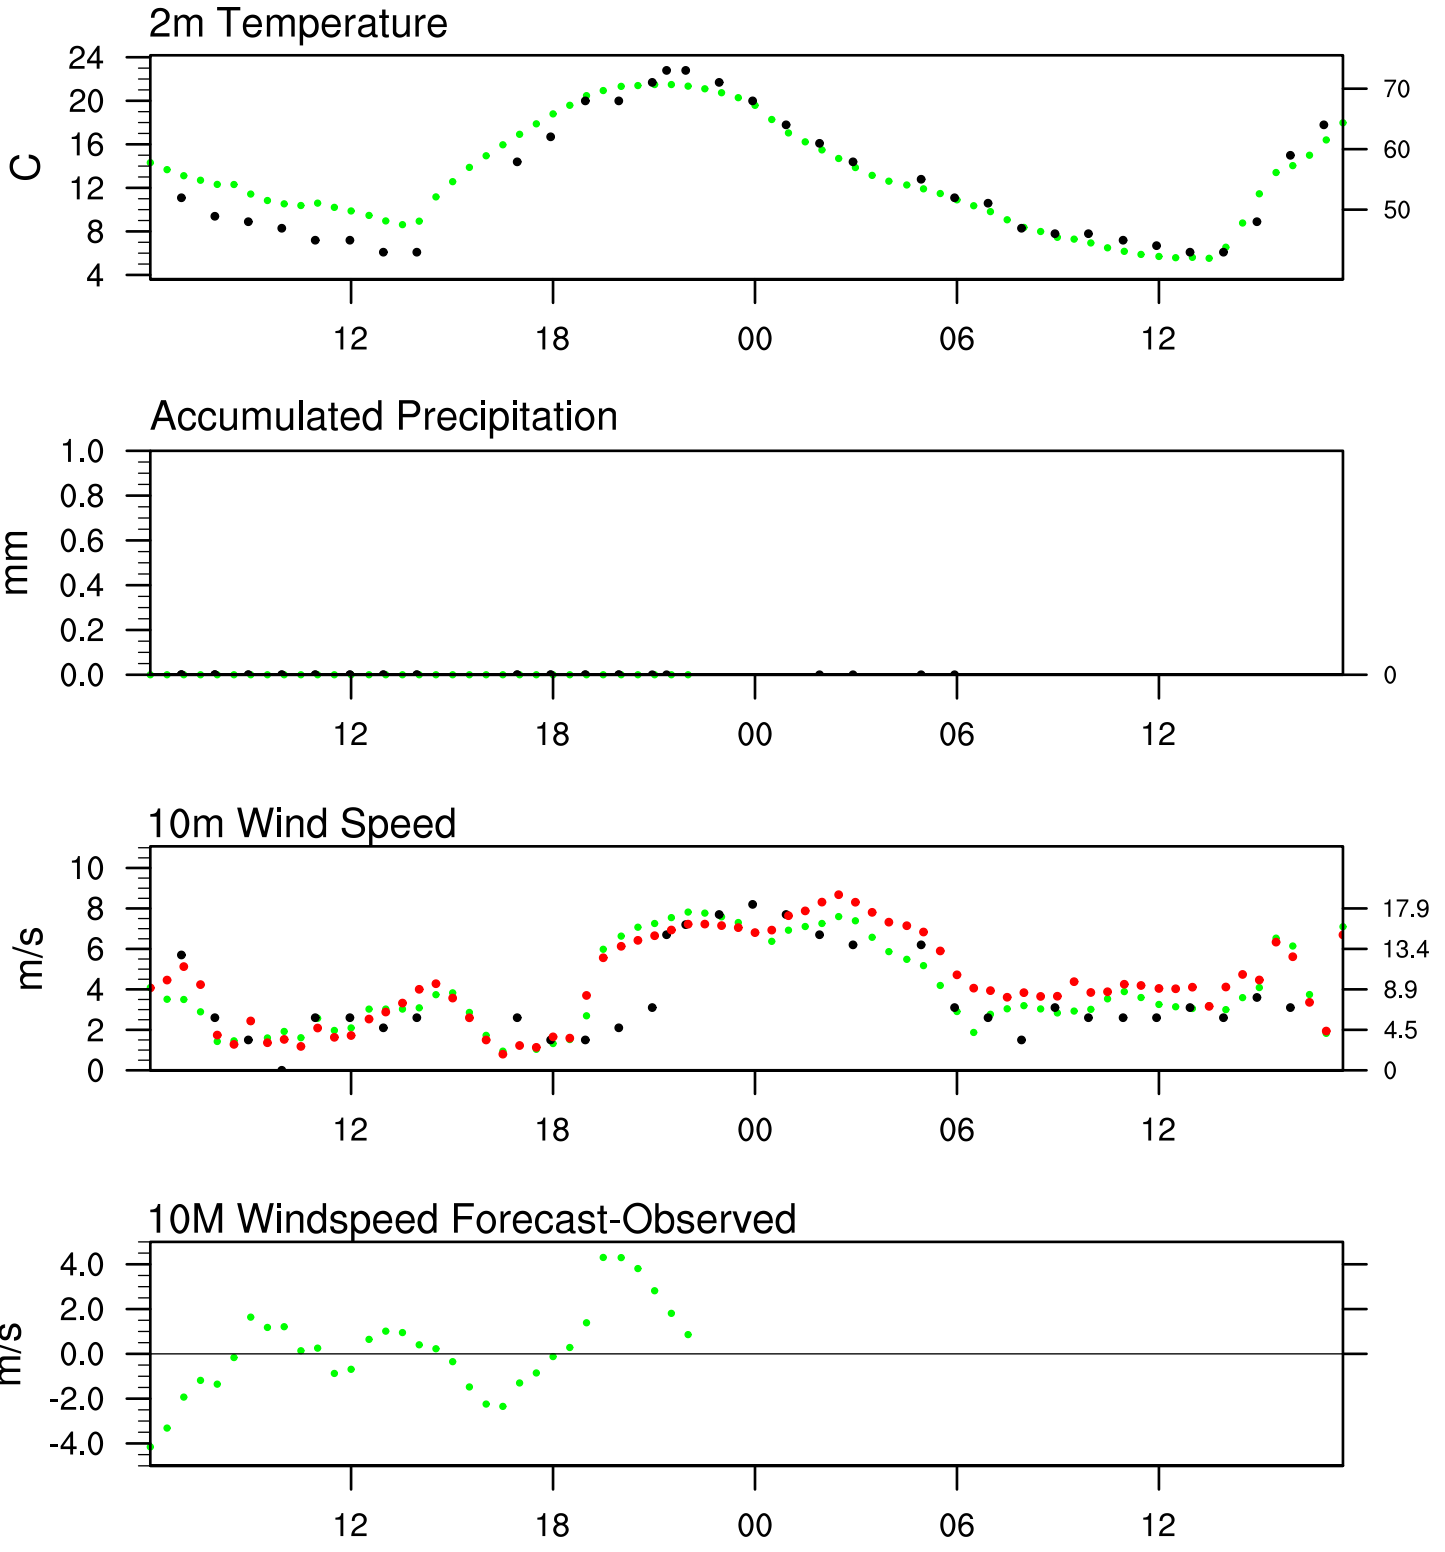 2m Temperature
24
20
16
12
8
4
C
70
60
50
12 18 00 06 12
Accumulated Precipitation
1.0
0.8
0.6
0.4
0.2
0.0
mm
0
12 18 00 06 12
10m Wind Speed
10
8
6
4
2
0
m/s
17.9
13.4
8.9
4.5
0
12 18 00 06 12
10M Windspeed Forecast-Observed
4.0
2.0
0.0
-2.0
-4.0
m/s
12 18 00 06 12